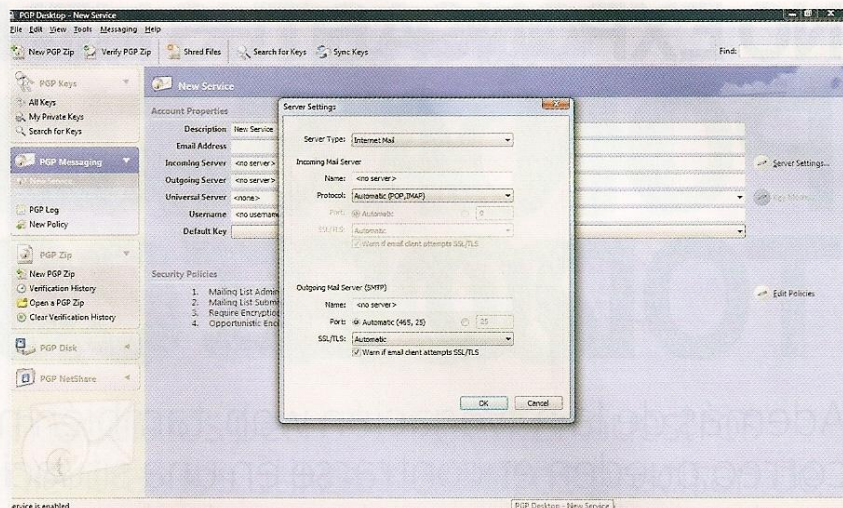 PGP Desktop - New Service
File Edit View Tools Messaging Help
New PGP Zip Verify PGP Zip Shred Files Search for Keys Sync Keys Find:
PGP Keys
All Keys
My Private Keys
Search for Keys
PGP Messaging
New Service
PGP Log
New Policy
PGP Zip
New PGP Zip
Verification History
Open a PGP Zip
Clear Verification History
PGP Disk
PGP NetShare
New Service
Account Properties
Description New Service
Email Address
Incoming Server <no server>
Outgoing Server <no server>
Universal Server <none>
Username <no usernam
Default Key
Server Settings...
Key Mode...
Security Policies
1. Mailing List Admin
2. Mailing List Subm
3. Require Encryptio
4. Opportunistic Enc
Edit Policies
Server Settings
Server Type: Internet Mail
Incoming Mail Server
Name: <no server>
Protocol: Automatic (POP,IMAP)
Port: Automatic 0
SSL/TLS: Automatic
Warn if email client attempts SSL/TLS
Outgoing Mail Server (SMTP)
Name: <no server>
Port: Automatic (465, 25) 25
SSL/TLS: Automatic
Warn if email client attempts SSL/TLS
OK Cancel
ervice is enabled
PGP Desktop - New Service